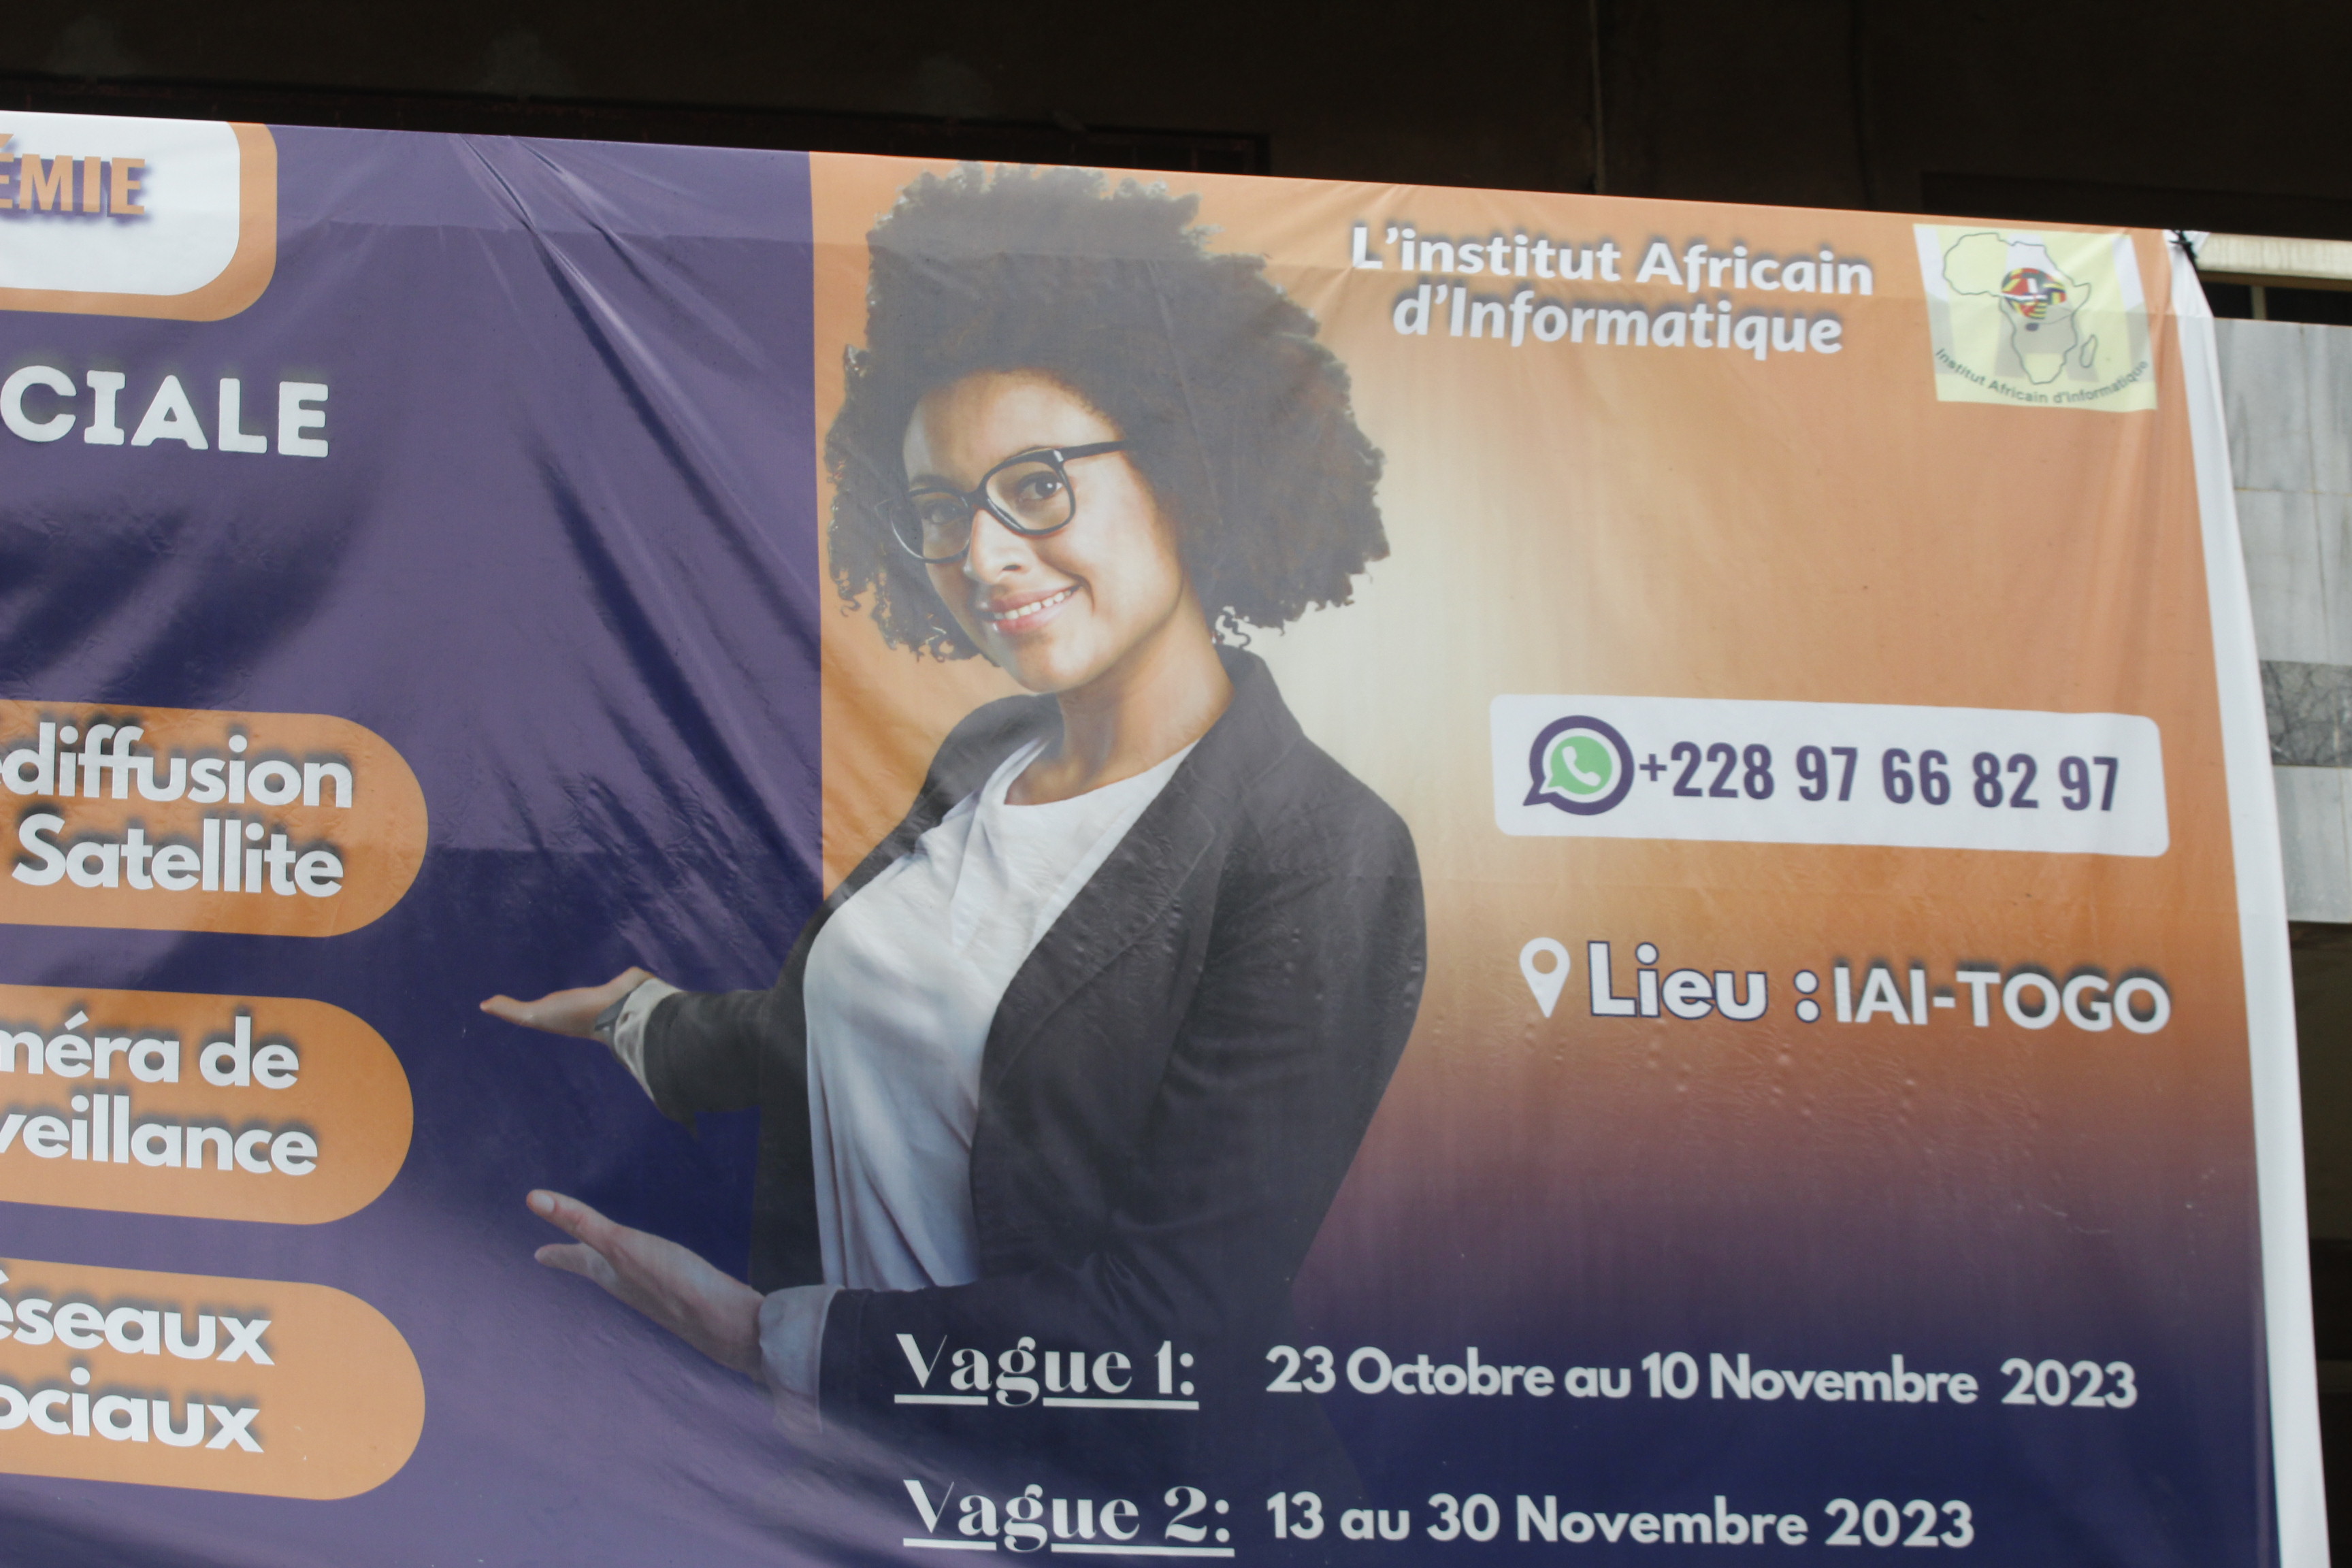 ÉMIE
CIALE
diffusion
Satellite
méra de
veillance
éseaux
ociaux
L'institut Africain
d'Informatique
Institut Africain d'informatique
+228 97 66 82 97
Lieu : IAI-TOGO
Vague 1: 23 Octobre au 10 Novembre 2023
Vague 2: 13 au 30 Novembre 2023